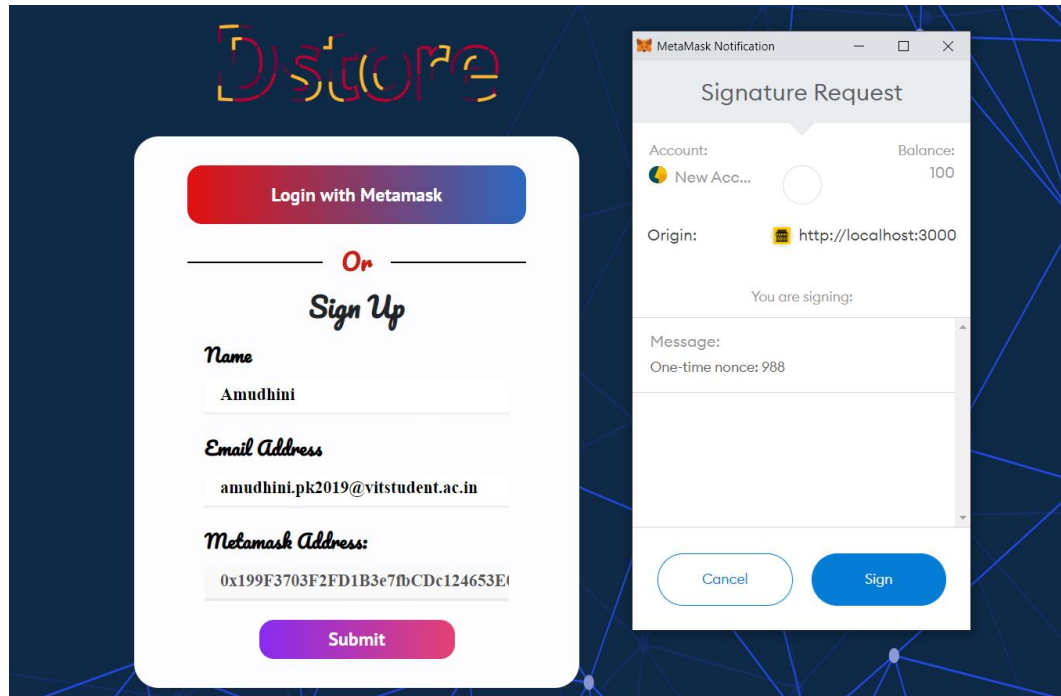 Dstore
Login with Metamask
Or
Sign Up
Name
Amudhini
Email Address
amudhini.pk2019@vitstudent.ac.in
Metamask Address:
0x199F3703F2FD1B3e7fbCDc124653E
Submit
MetaMask Notification
Signature Request
Account:
Balance:
New Acc...
100
Origin:
http://localhost:3000
You are signing:
Message:
One-time nonce: 988
Cancel
Sign